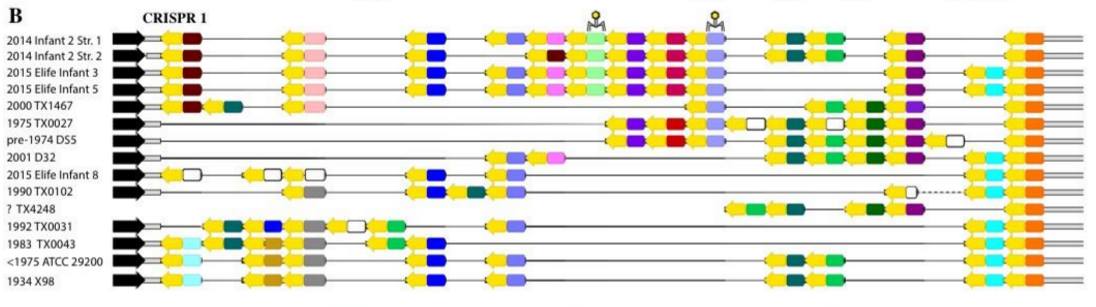 B
CRISPR 1
2014 Infant 2 Str. 1
2014 Infant 2 Str. 2
2015 Elife Infant 3
2015 Elife Infant 5
2000 TX1467
1975 TX0027
pre-1974 DS5
2001 D32
2015 Elife Infant 8
1990 TX0102
? TX4248
1992 TX0031
1983 TX0043
<1975 ATCC 29200
1934 X98